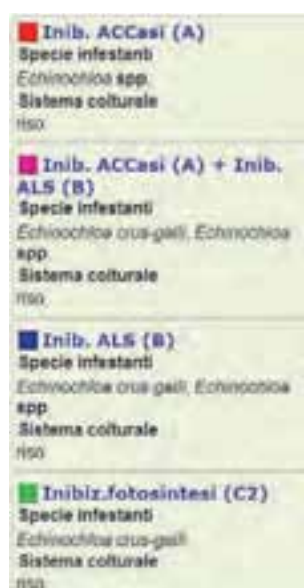 Inib. ACCasi (A)
Specie infestanti
Echinochloa spp
Sistema colturale
riso
Inib. ACCasi (A) + Inib.
ALS (B)
Specie infestanti
Echinochloa crus-galli, Echinochloa
spp
Sistema colturale
riso
Inib. ALS (B)
Specie infestanti
Echinochloa crus-galli, Echinochloa
spp
Sistema colturale
riso
Inibiz.fotosintesi (C2)
Specie infestanti
Echinochloa crus-galli
Sistema colturale
riso